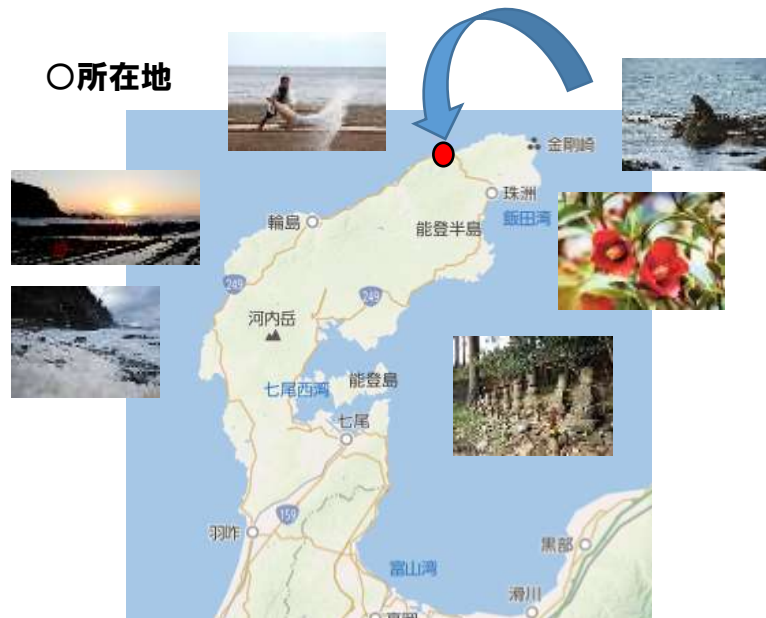 ○所在地
金剛崎
珠洲
輪島
能登半島
飯田湾
249
249
河内岳
能登島
七尾西湾
七尾
159
羽咋
黒部
富山湾
滑川
高岡